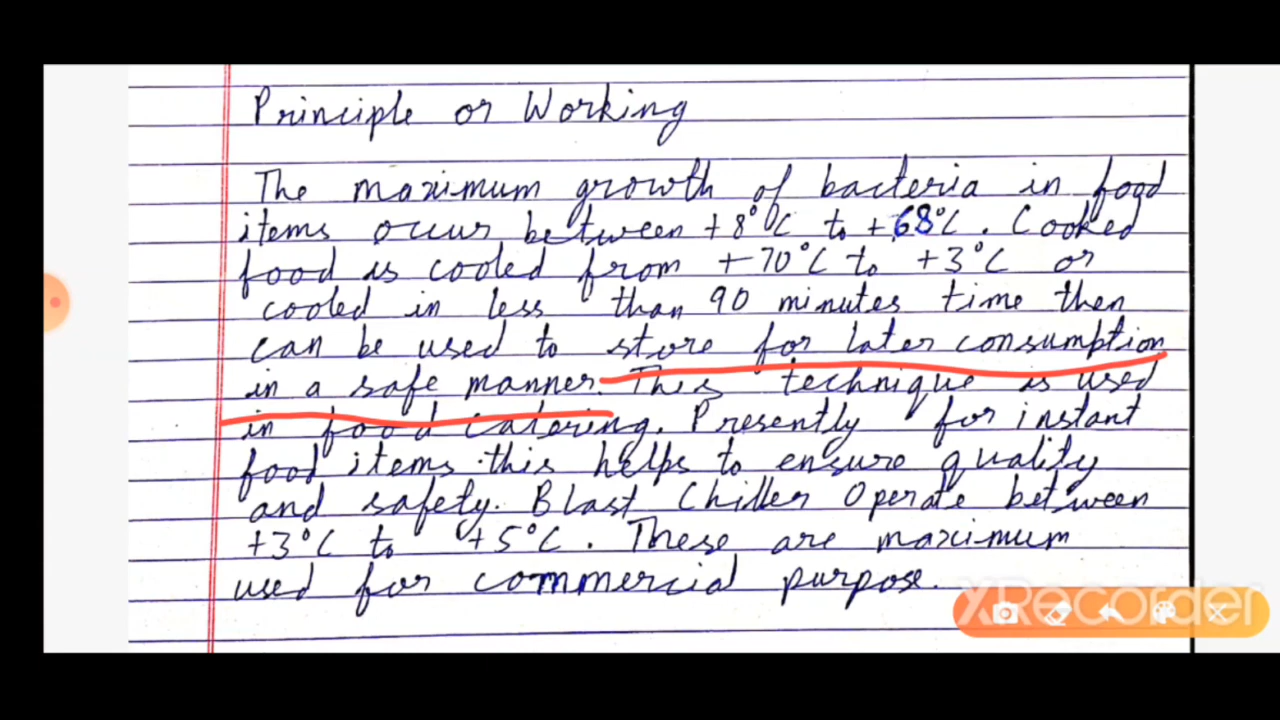 Principle or Working
The maximum growth of bacteria in food
items occur between +8°C to +68°C. Cooked
food is cooled from +70°C to +3°C or
cooled in less than 90 minutes time then
can be used to store for later consumption
in a safe manner. This technique is used
in food catering. Presently for instant
food items this helps to ensure quality
and safety. Blast Chiller Operate between
+3°C to +5°C. These are maximum
used for commercial purpose.
XRecorder